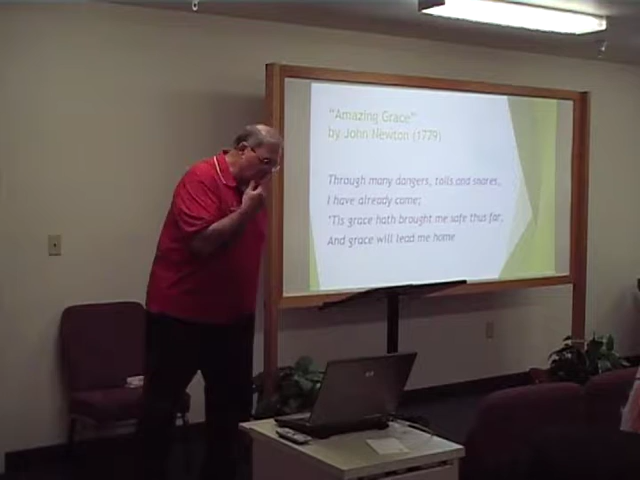 "Amazing Grace"
by John Newton (1779)
Through many dangers, toils and snares,
I have already come;
'Tis grace hath brought me safe thus far,
And grace will lead me home